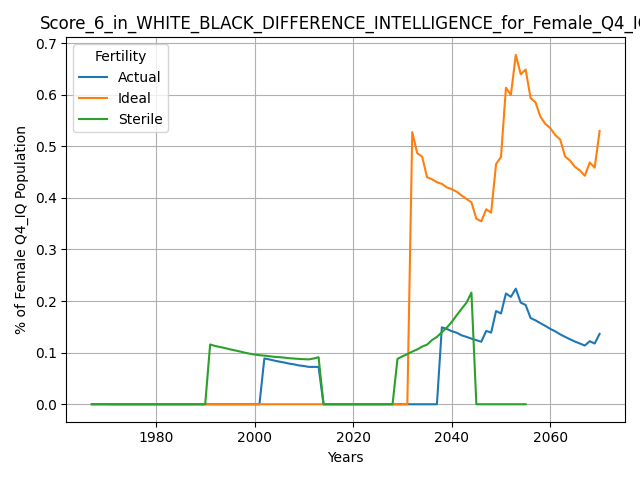 Score_6_in_WHITE_BLACK_DIFFERENCE_INTELLIGENCE_for_Female_Q4_IQ
Fertility
Actual
Ideal
Sterile
% of Female Q4_IQ Population
0.7
0.6
0.5
0.4
0.3
0.2
0.1
0.0
1980 2000 2020 2040 2060
Years